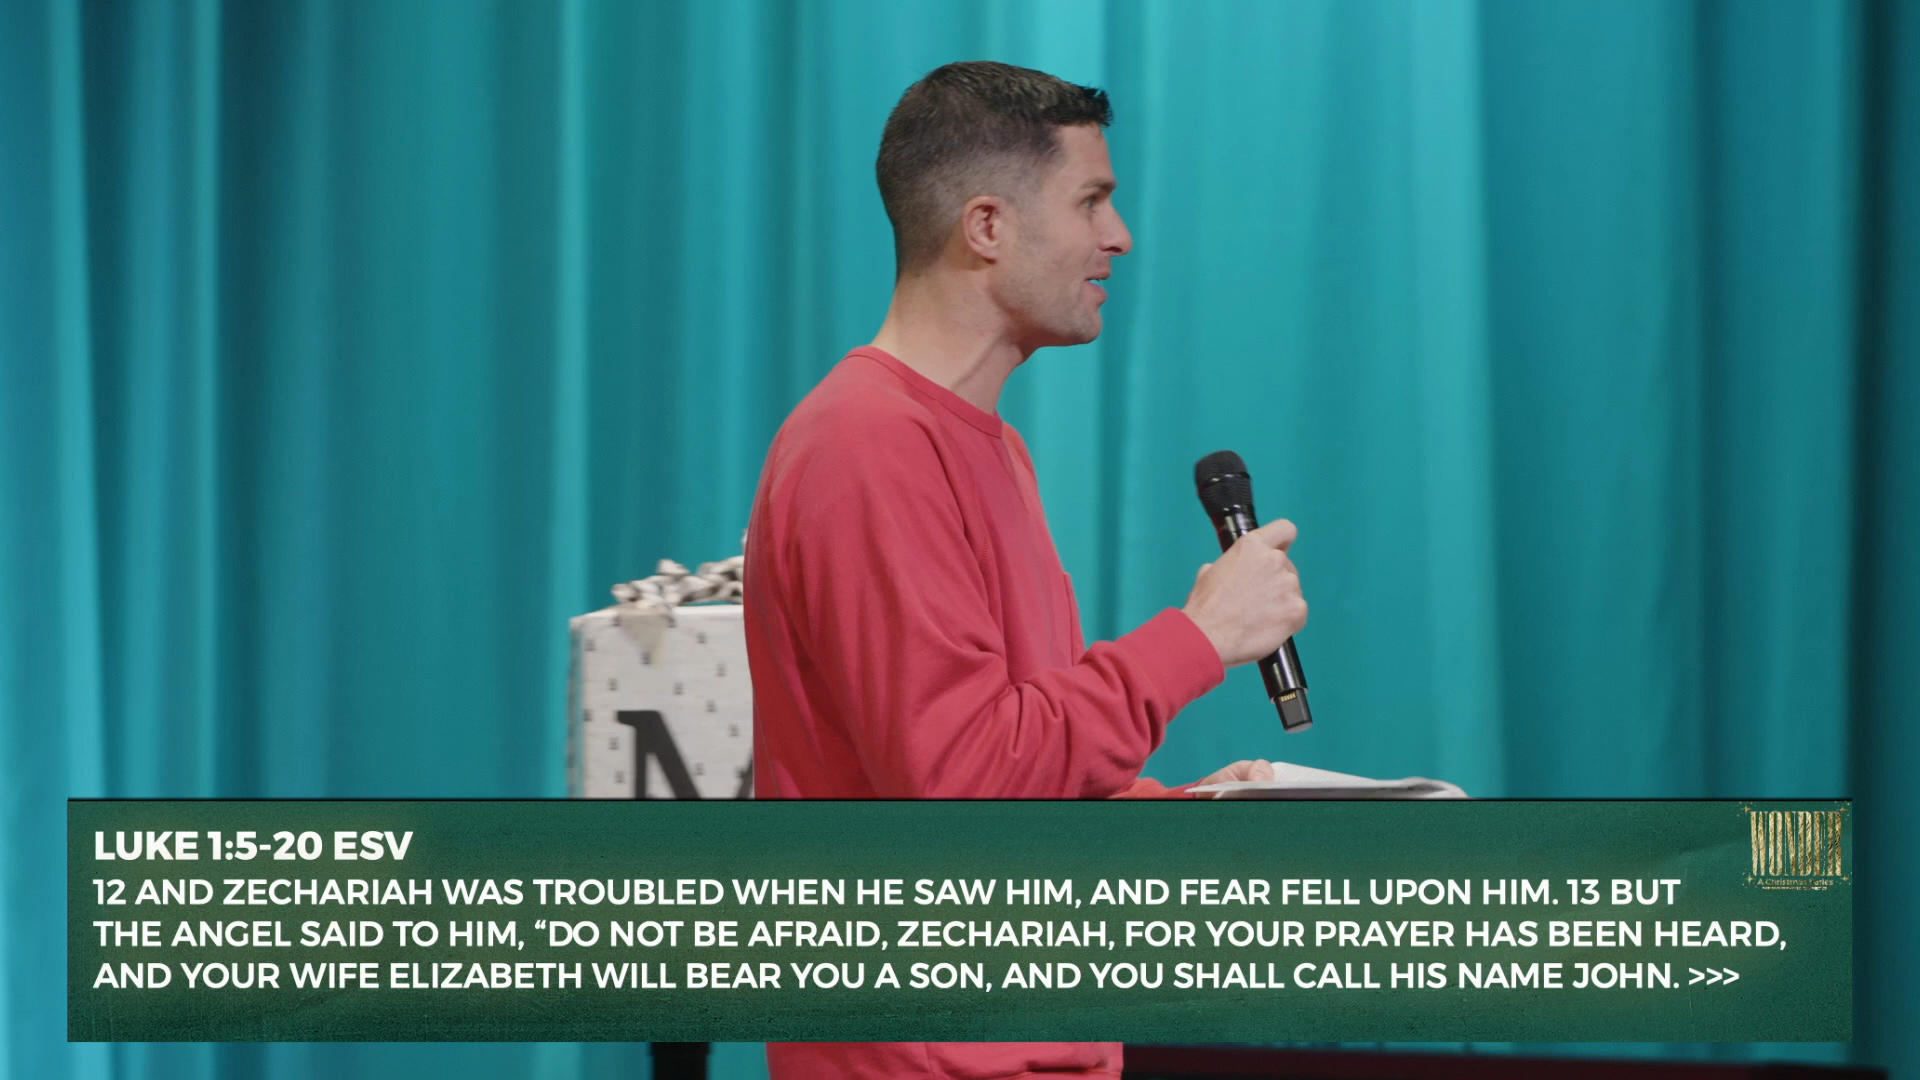 M
LUKE 1:5-20 ESV
12 AND ZECHARIAH WAS TROUBLED WHEN HE SAW HIM, AND FEAR FELL UPON HIM. 13 BUT
THE ANGEL SAID TO HIM, “DO NOT BE AFRAID, ZECHARIAH, FOR YOUR PRAYER HAS BEEN HEARD,
AND YOUR WIFE ELIZABETH WILL BEAR YOU A SON, AND YOU SHALL CALL HIS NAME JOHN. >>>
WONDER
A Christmas Series